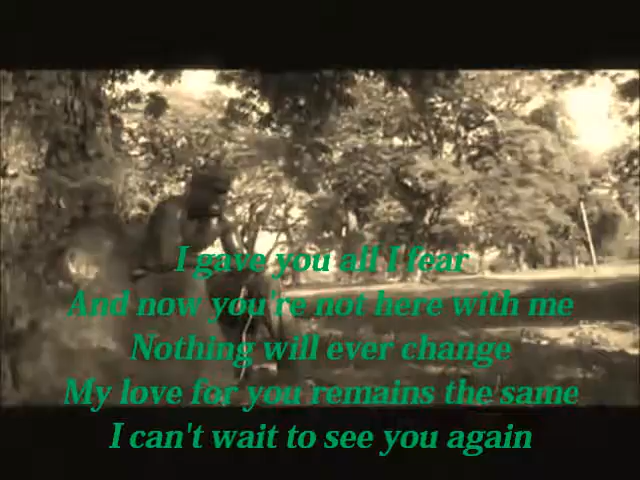 I gave you all I fear
And now you're not here with me
Nothing will ever change
My love for you remains the same
I can't wait to see you again